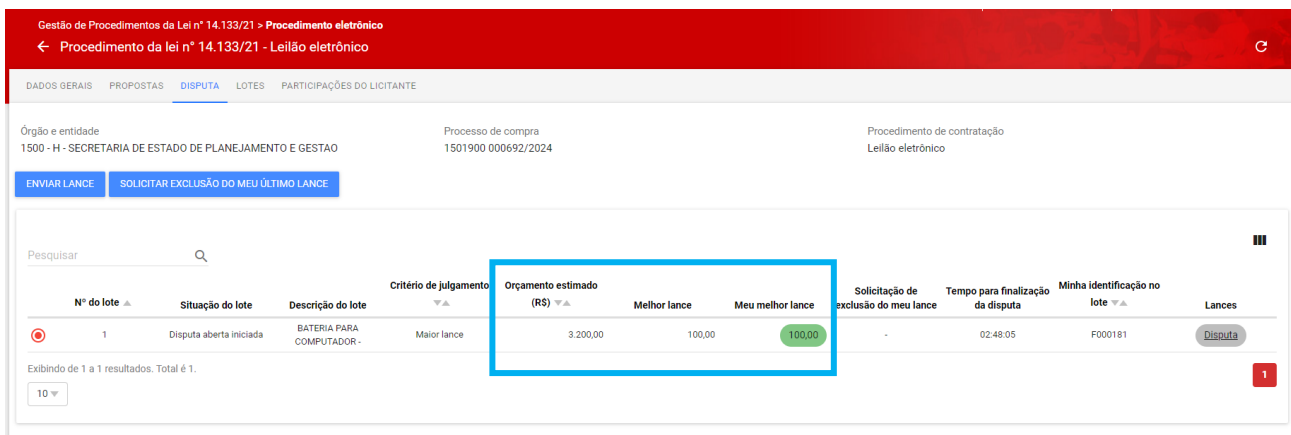 Gestão de Procedimentos da Lei n° 14.133/21 > Procedimento eletrônico
← Procedimento da lei n° 14.133/21 - Leilão eletrônico
DADOS GERAIS PROPOSTAS DISPUTA LOTES PARTICIPAÇÕES DO LICITANTE
Órgão e entidade Processo de compra Procedimento de contratação
1500 - H - SECRETARIA DE ESTADO DE PLANEJAMENTO E GESTAO 1501900 000692/2024 Leilão eletrônico
ENVIAR LANCE SOLICITAR EXCLUSÃO DO MEU ÚLTIMO LANCE
Pesquisar
Nº do lote Situação do lote Descrição do lote Critério de julgamento Orçamento estimado (R$) Melhor lance Meu melhor lance Solicitação de exclusão do meu lance Tempo para finalização da disputa Minha identificação no lote Lances
1 Disputa aberta iniciada BATERIA PARA COMPUTADOR - Maior lance 3.200,00 100,00 100,00 - 02:48:05 F000181 Disputa
Exibindo de 1 a 1 resultados. Total é 1.
1
10